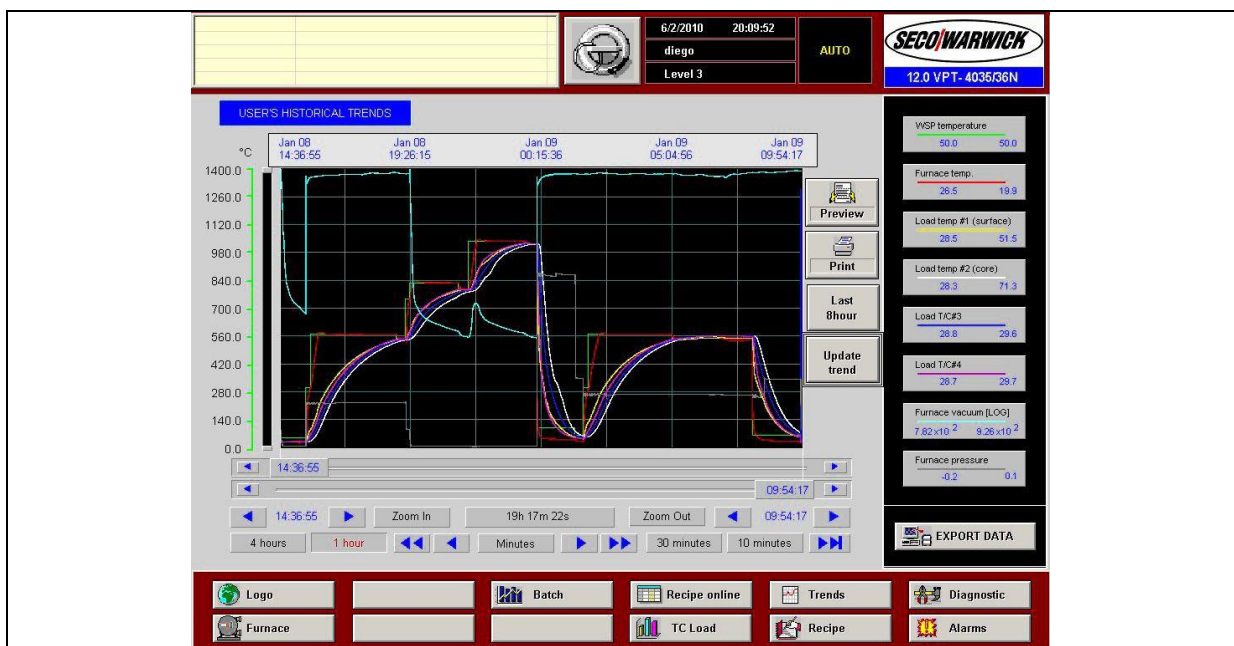 6/2/2010 20:09:52
diego
Level 3
AUTO
SECO/WARWICK
12.0 VPT- 4035/36N
USER'S HISTORICAL TRENDS
°C
Jan 08 Jan 08 Jan 09 Jan 09 Jan 09
14:36:55 19:26:15 00:15:36 05:04:56 09:54:17
1400.0
1260.0
1120.0
980.0
840.0
700.0
560.0
420.0
280.0
140.0
0.0
Preview
Print
Last
8hour
Update
trend
WSP temperature
50.0 50.0
Furnace temp.
26.5 19.9
Load temp #1 (surface)
28.5 51.5
Load temp #2 (core)
28.3 71.3
Load T/C#3
28.8 29.6
Load T/C#4
28.7 29.7
Furnace vacuum [LOG]
7.82x10 2 9.26x10 2
Furnace pressure
-0.2 0.1
14:36:55
09:54:17
14:36:55 Zoom In 19h 17m 22s Zoom Out 09:54:17
4 hours 1 hour Minutes 30 minutes 10 minutes
EXPORT DATA
Logo Batch Recipe online Trends Diagnostic
Furnace TC Load Recipe Alarms